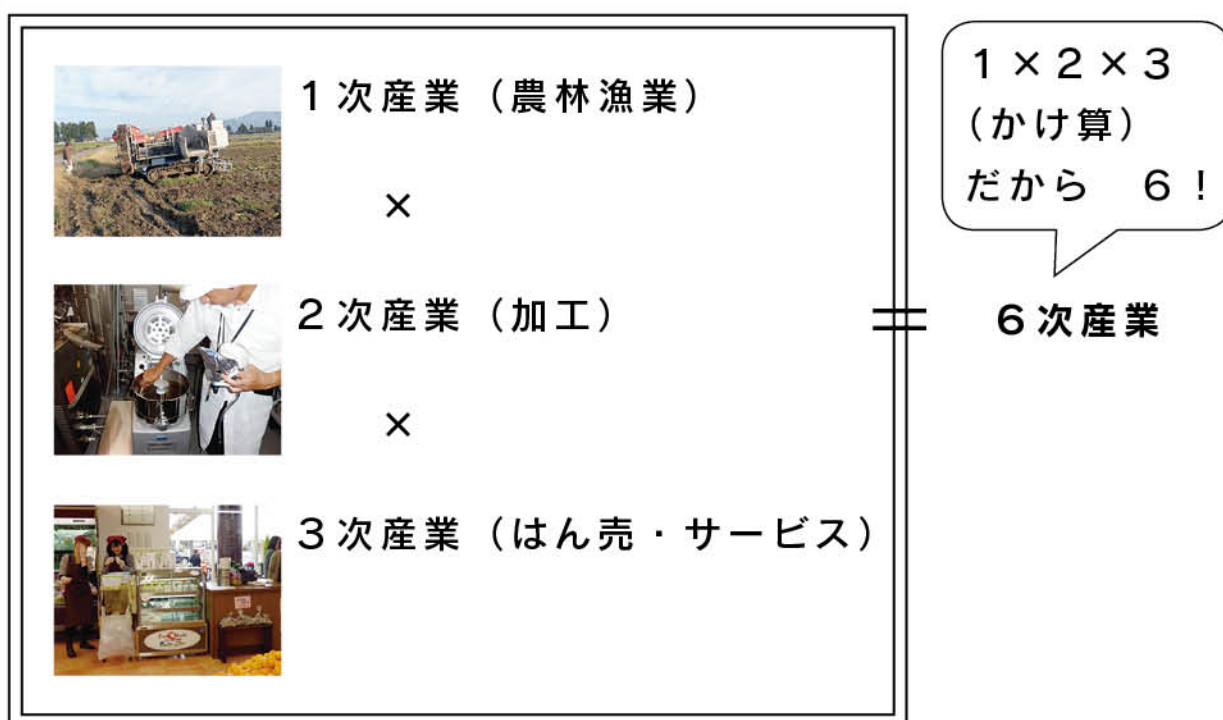 1次産業（農林漁業）
×
2次産業（加工）
×
3次産業（はん売・サービス）
＝
6次産業
1×2×3
（かけ算）
だから　6！